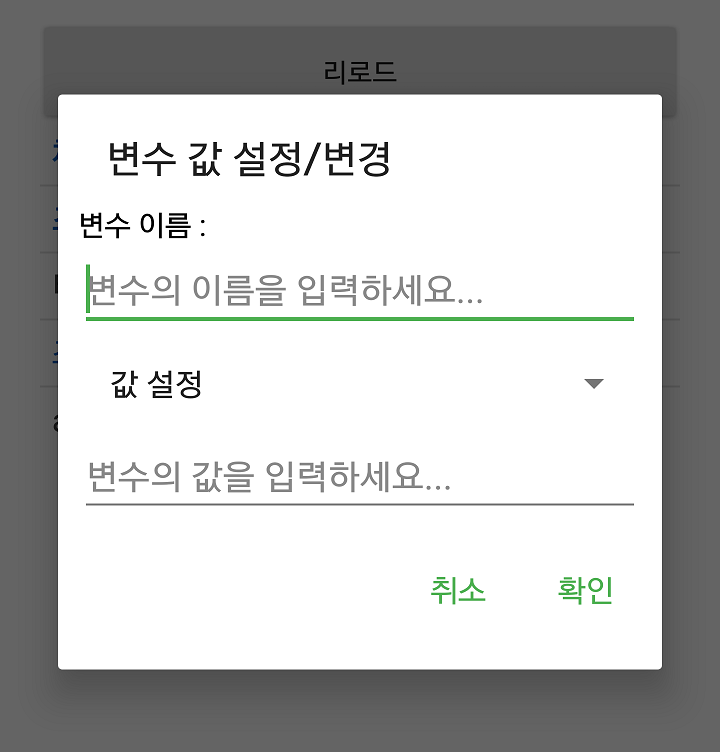 리로드
변수 값 설정/변경
변수 이름 :
변수의 이름을 입력하세요...
값 설정
변수의 값을 입력하세요...
취소 확인